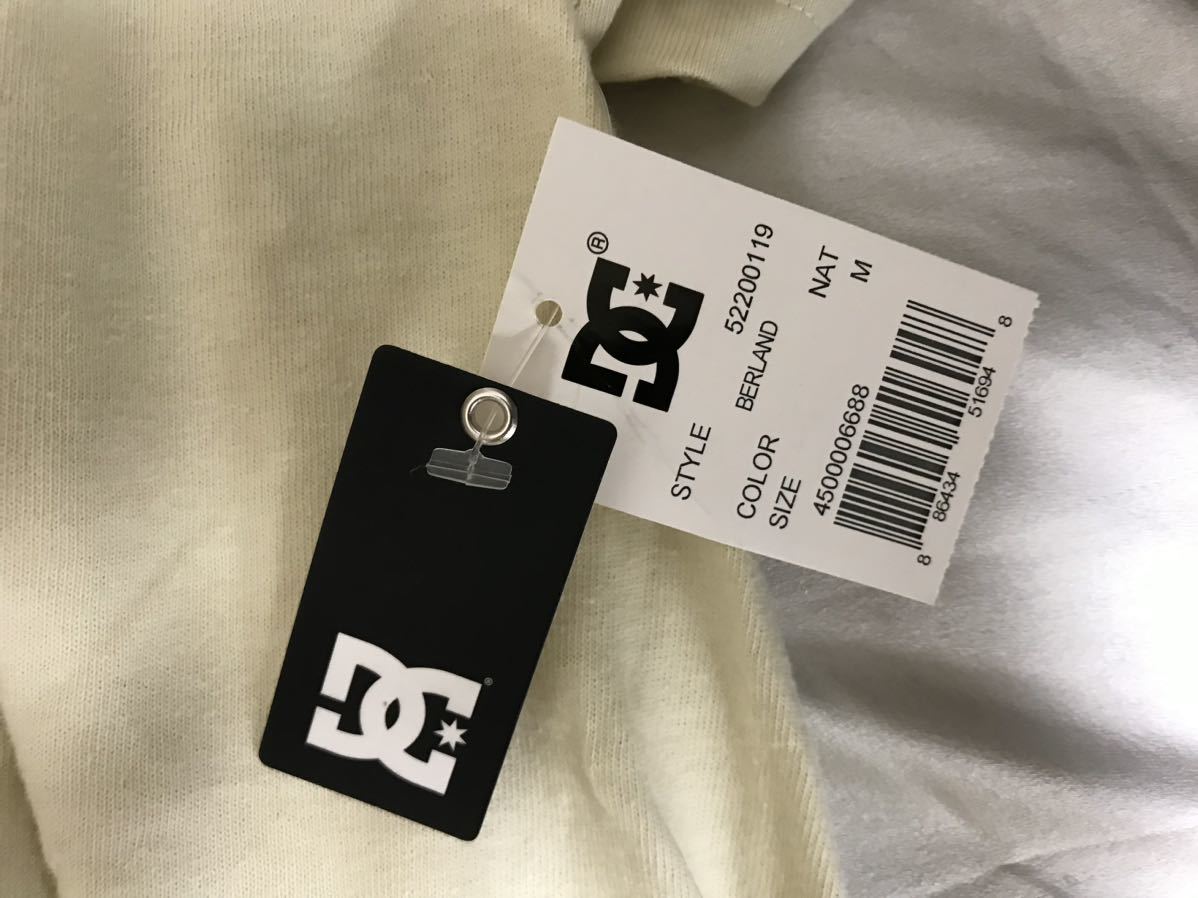 DC®
STYLE 52200119
BERLAND
COLOR NAT
SIZE M
4500006688
8 86434 51694 8
DC®